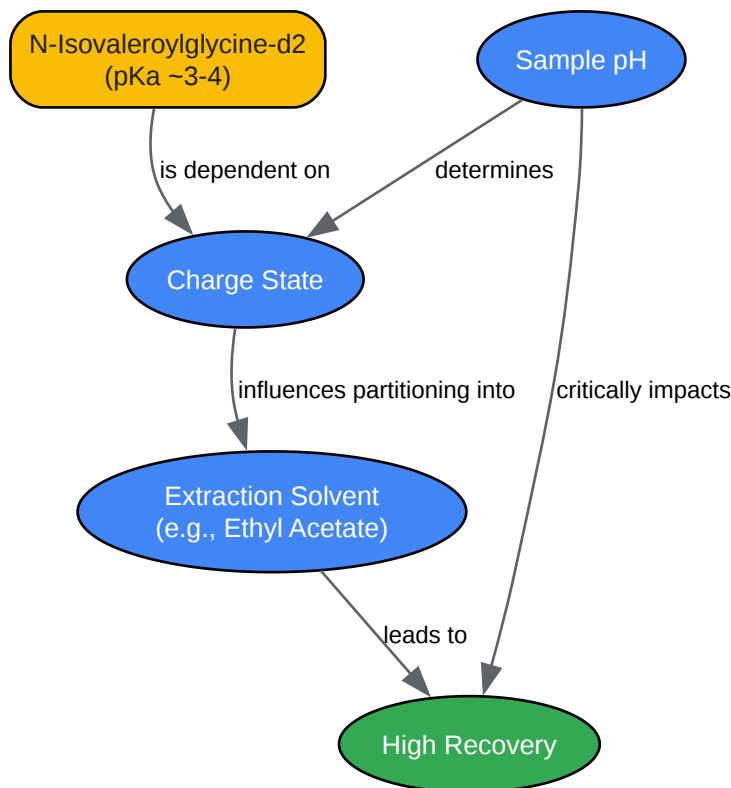 N-Isovaleroylglycine-d2
(pKa ~3-4)
Sample pH
is dependent on
determines
Charge State
influences partitioning into
critically impacts
Extraction Solvent
(e.g., Ethyl Acetate)
leads to
High Recovery